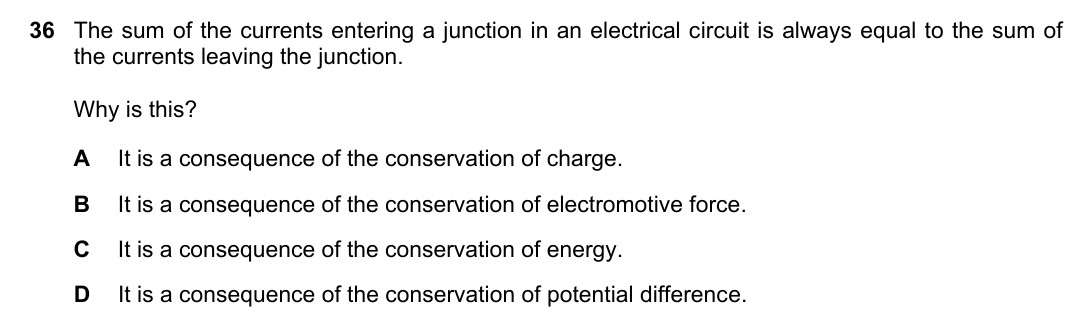 36 The sum of the currents entering a junction in an electrical circuit is always equal to the sum of
the currents leaving the junction.
Why is this?
A It is a consequence of the conservation of charge.
B It is a consequence of the conservation of electromotive force.
C It is a consequence of the conservation of energy.
D It is a consequence of the conservation of potential difference.